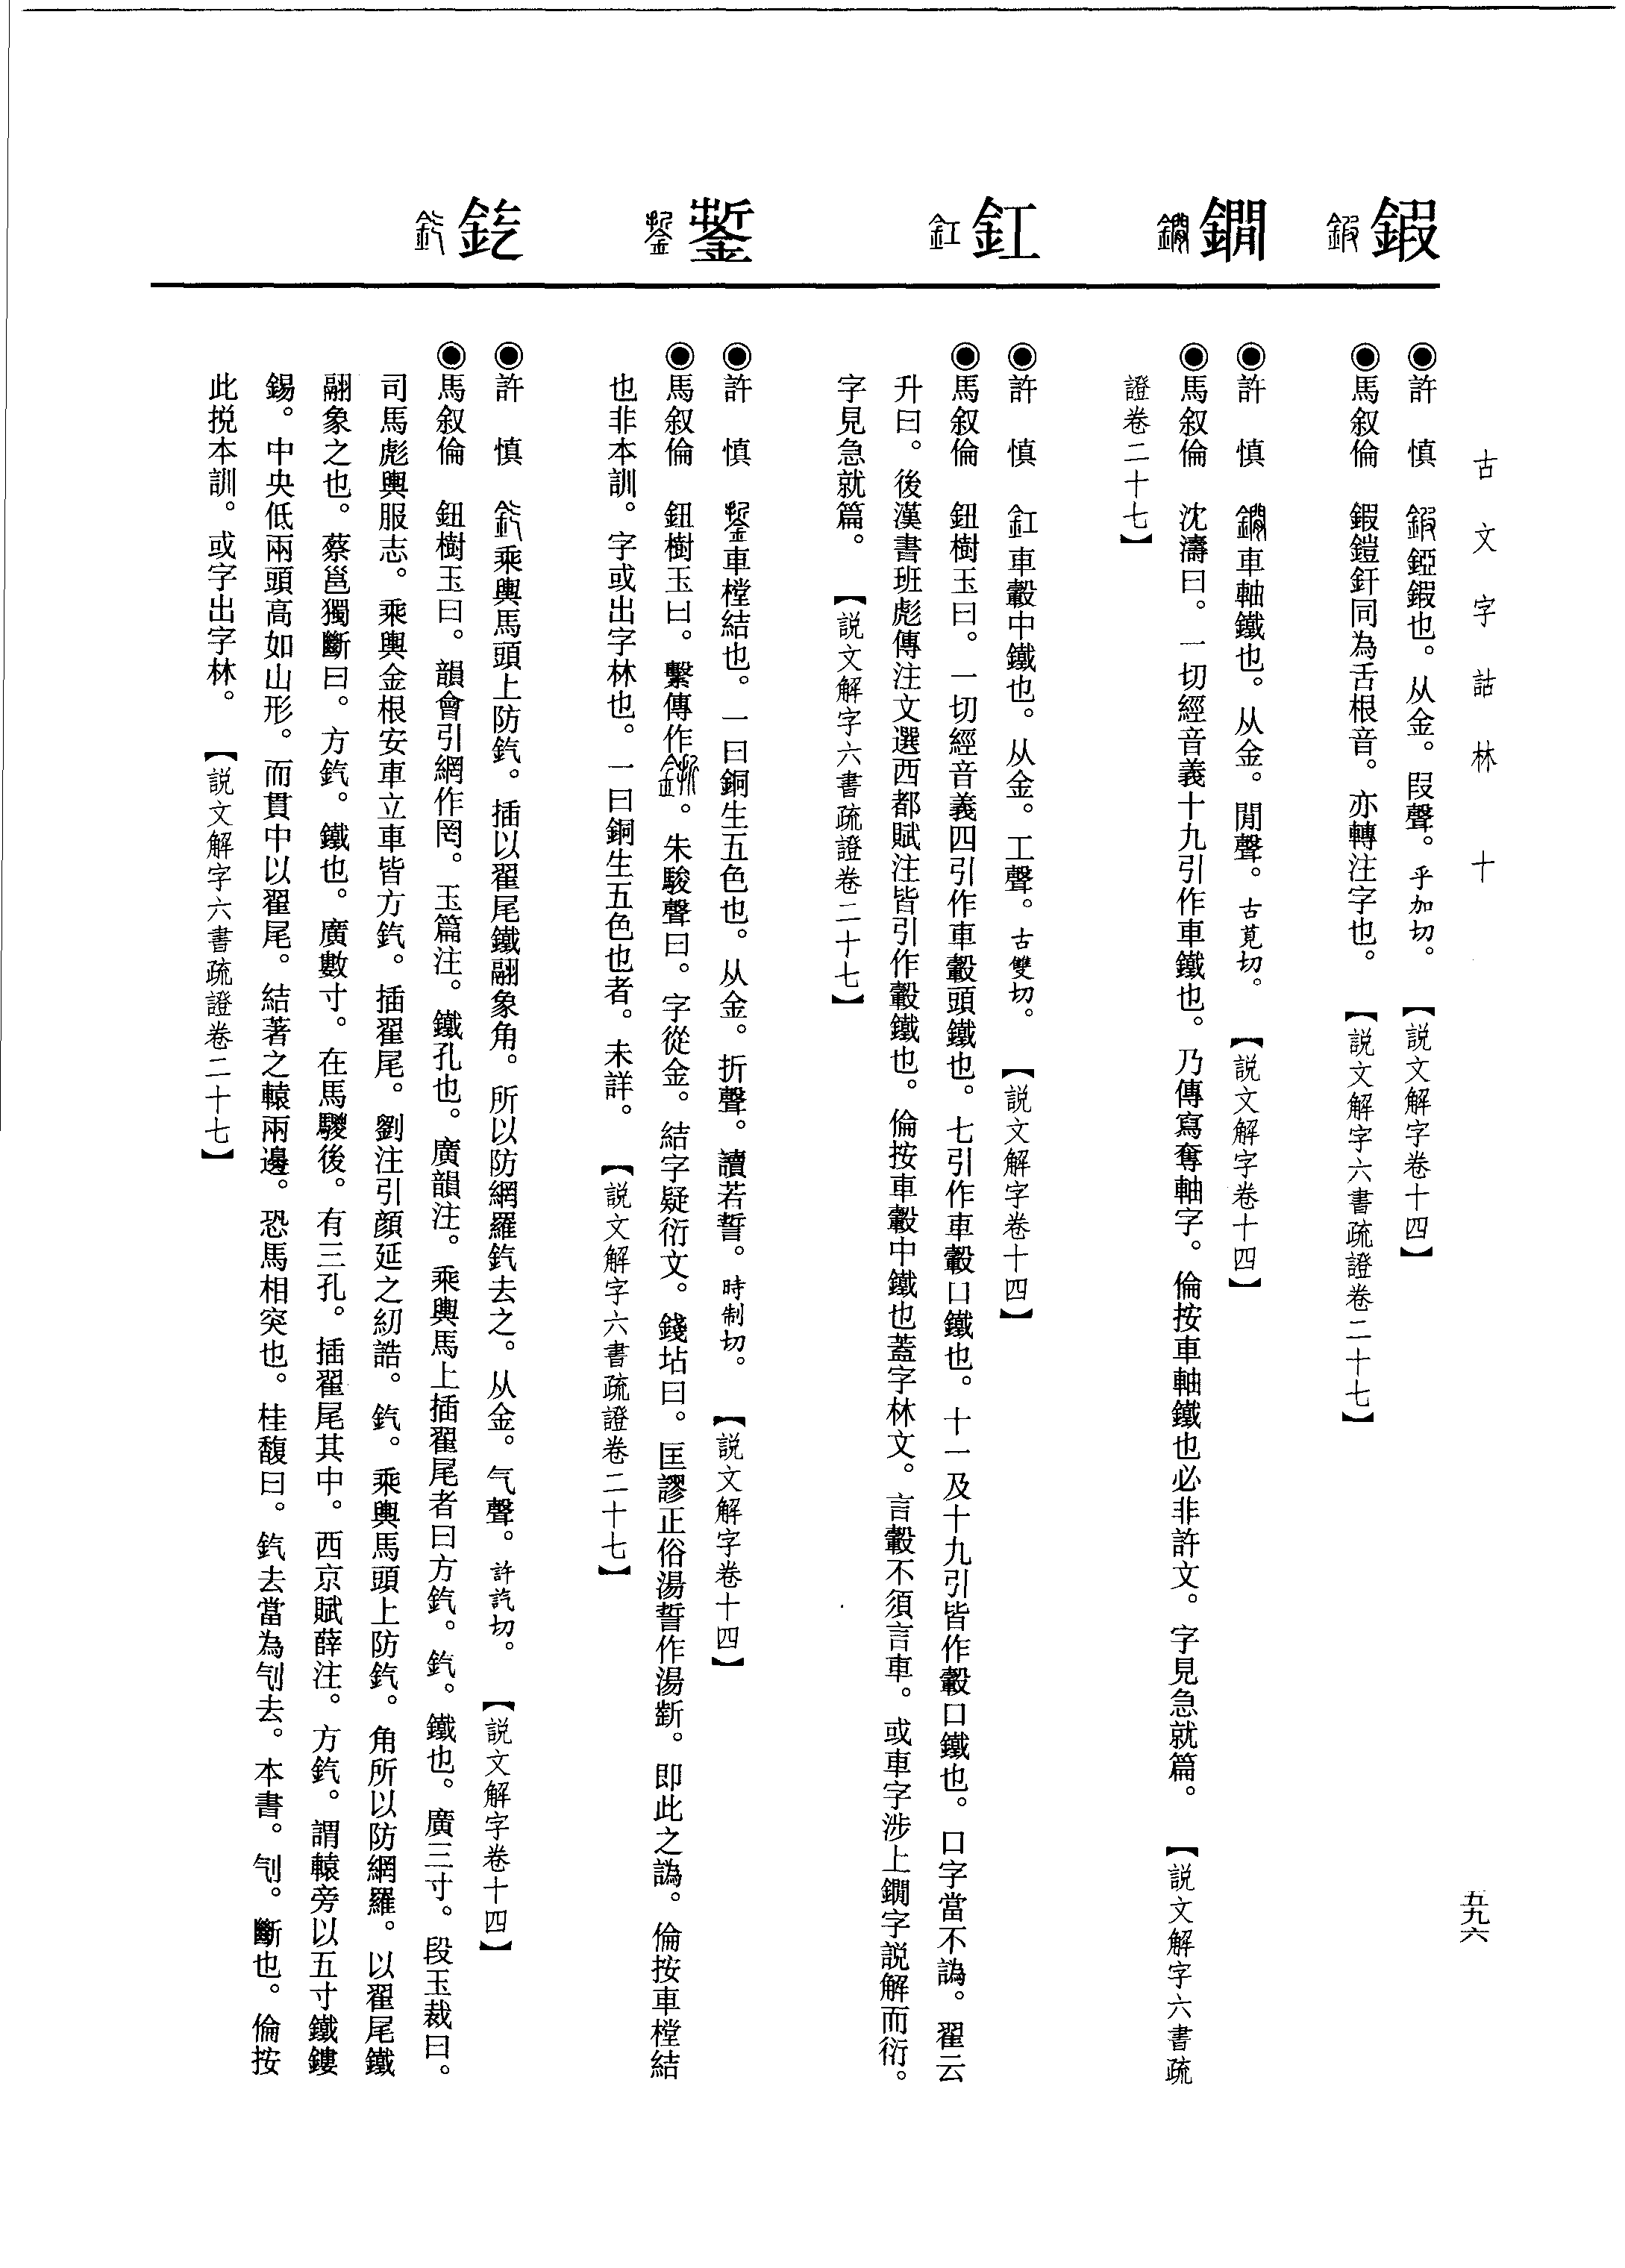 古文字詁林 十
五九六
鍜
鐗
釭
銴
釳
◉許 慎 鍜錏鍜也。从金。叚聲。乎加切。 【説文解字卷十四】
◉馬叙倫 鍜鎧釬同為舌根音。亦轉注字也。 【説文解字六書疏證卷二十七】
◉許 慎 鐗車軸鐵也。从金。閒聲。古莧切。 【説文解字卷十四】
◉馬叙倫 沈濤曰。一切經音義十九引作車鐵也。乃傳寫奪軸字。倫按車軸鐵也必非許文。字見急就篇。 【説文解字六書疏
證卷二十七】
◉許 慎 釭車轂中鐵也。从金。工聲。古雙切。 【説文解字卷十四】
◉馬叙倫 鈕樹玉曰。一切經音義四引作車轂頭鐵也。七引作車轂口鐵也。十一及十九引皆作轂口鐵也。口字當不譌。翟云
升曰。後漢書班彪傳注文選西都賦注皆引作轂鐵也。倫按車轂中鐵也蓋字林文。言轂不須言車。或車字涉上鐗字説解而衍。
字見急就篇。 【説文解字六書疏證卷二十七】
◉許 慎 銴車樘結也。一曰銅生五色也。从金。折聲。讀若誓。時制切。 【説文解字卷十四】
◉馬叙倫 鈕樹玉曰。繫傳作。朱駿聲曰。字從金。結字疑衍文。錢坫曰。匡謬正俗湯誓作湯斳。即此之譌。倫按車樘結
也非本訓。字或出字林也。一曰銅生五色也者。未詳。 【説文解字六書疏證卷二十七】
◉許 慎 釳乘輿馬頭上防釳。插以翟尾鐵翮象角。所以防網羅釳去之。从金。气聲。許訖切。 【説文解字卷十四】
◉馬叙倫 鈕樹玉曰。韻會引網作罔。玉篇注。鐵孔也。廣韻注。乘輿馬上插翟尾者曰方釳。釳。鐵也。廣三寸。段玉裁曰。
司馬彪輿服志。乘輿金根安車立車皆方釳。插翟尾。劉注引顔延之紉誥。釳。乘輿馬頭上防釳。角所以防網羅。以翟尾鐵
翮象之也。蔡邕獨斷曰。方釳。鐵也。廣數寸。在馬騣後。有三孔。插翟尾其中。西京賦薛注。方釳。謂轅旁以五寸鐵鏤
錫。中央低兩頭高如山形。而貫中以翟尾。結著之轅兩邊。恐馬相突也。桂馥曰。釳去當為刉去。本書。刉。斷也。倫按
此挩本訓。或字出字林。 【説文解字六書疏證卷二十七】